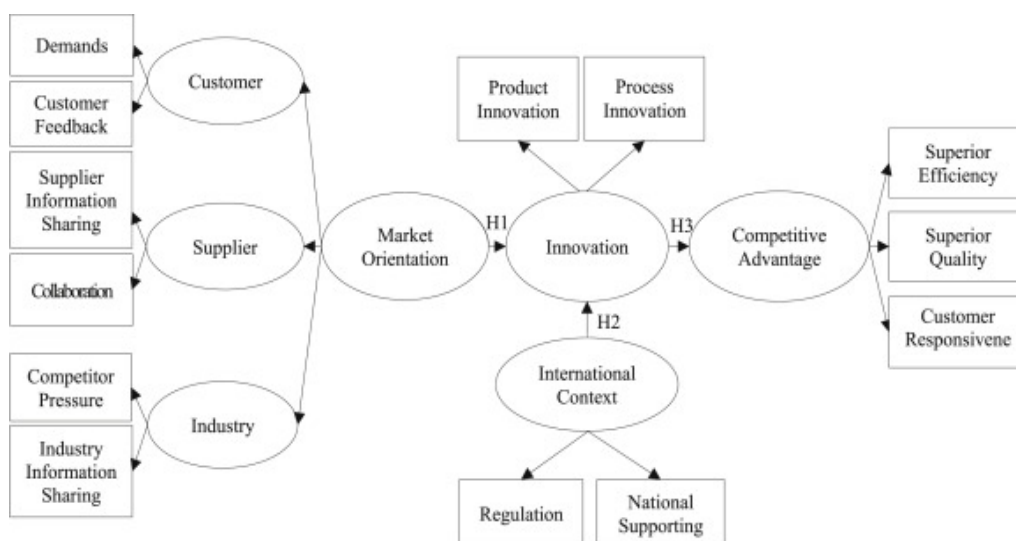 Demands
Customer
Feedback
Supplier
Information
Sharing
Collaboration
Competitor
Pressure
Industry
Information
Sharing
Customer
Supplier
Industry
Market
Orientation
H1
Product
Innovation
Process
Innovation
Innovation
H2
International
Context
Regulation
National
Supporting
H3
Competitive
Advantage
Superior
Efficiency
Superior
Quality
Customer
Responsivene